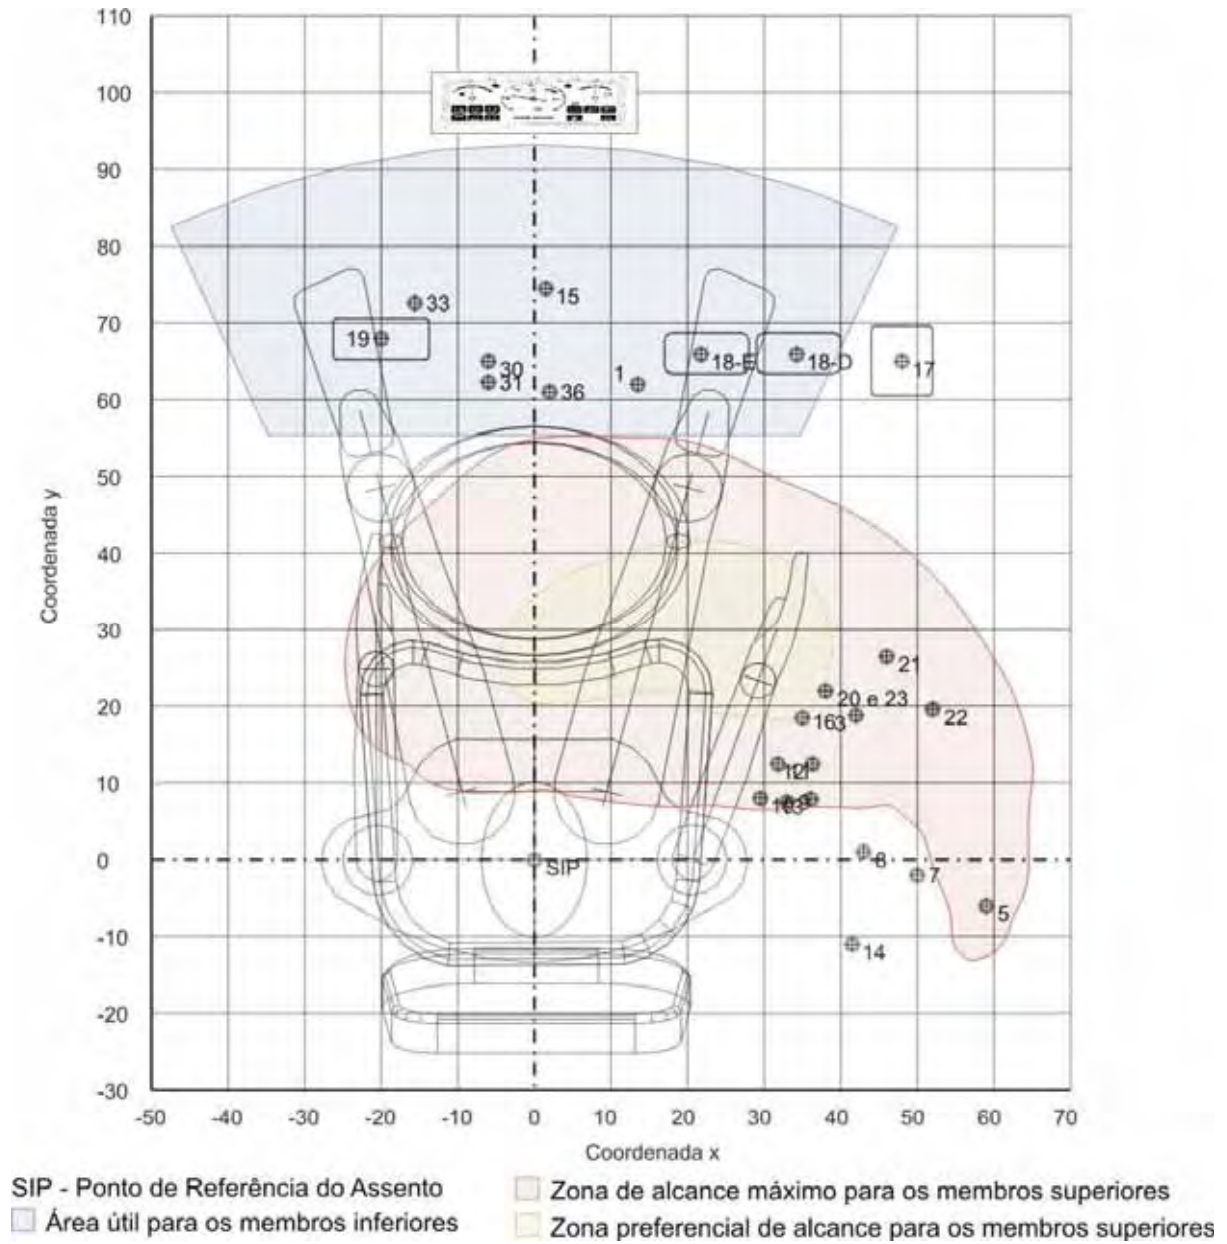 110
100
90
80
70
60
50
40
30
20
10
0
-10
-20
-30
Coordenada y
33
15
19
30
31
36
1
18-E
18-D
17
21
20 e 23
16
3
22
SIP
6
7
5
14
-50 -40 -30 -20 -10 0 10 20 30 40 50 60 70
Coordenada x
SIP - Ponto de Referência do Assento
Área útil para os membros inferiores
Zona de alcance máximo para os membros superiores
Zona preferencial de alcance para os membros superiores